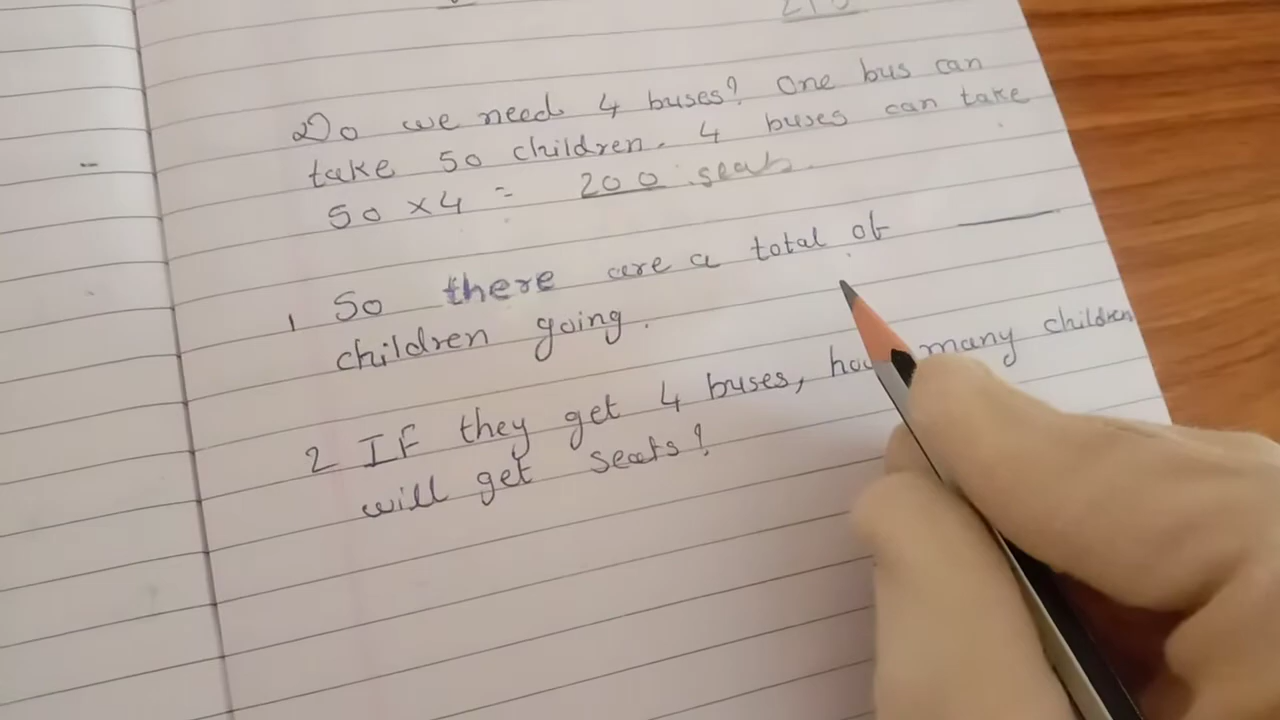 Do we need 4 buses? One bus can
take 50 children. 4 buses can take
50 x 4 = 200 seats.
1 So there are a total of ______
children going.
2 IF they get 4 buses, how many children
will get seats?